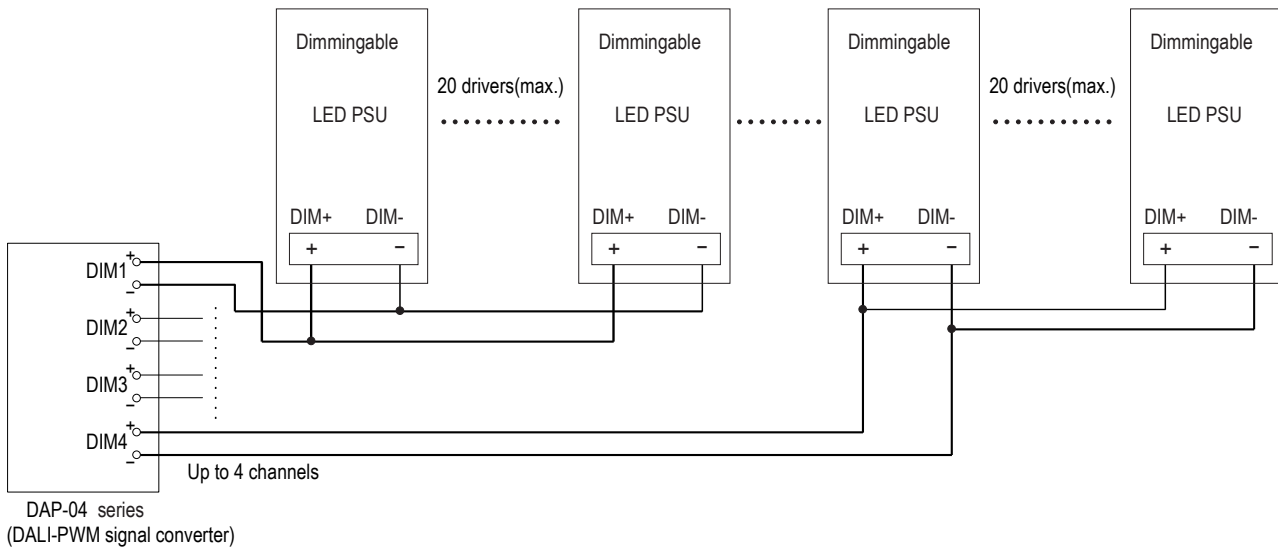 Dimmingable
LED PSU
DIM+ DIM-
+ −
20 drivers(max.)
Dimmingable
LED PSU
DIM+ DIM-
+ −
Dimmingable
LED PSU
DIM+ DIM-
+ −
20 drivers(max.)
Dimmingable
LED PSU
DIM+ DIM-
+ −
DIM1
+
−
DIM2
+
−
DIM3
+
−
DIM4
+
−
Up to 4 channels
DAP-04 series
(DALI-PWM signal converter)